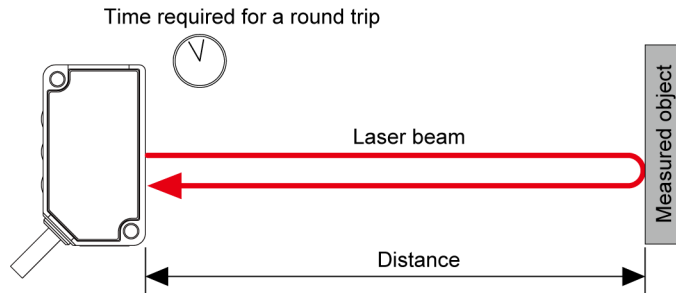 Time required for a round trip
Laser beam
Measured object
Distance